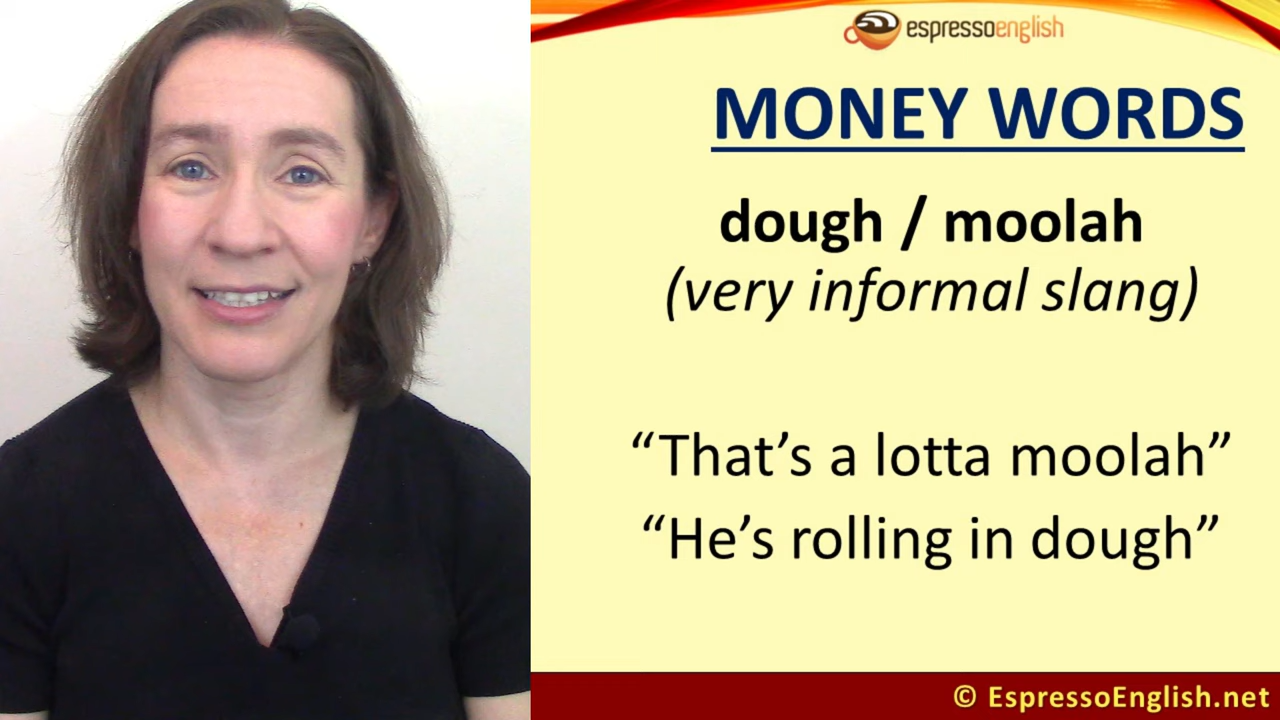 espressoenglish
MONEY WORDS
dough / moolah
(very informal slang)
“That’s a lotta moolah”
“He’s rolling in dough”
© EspressoEnglish.net